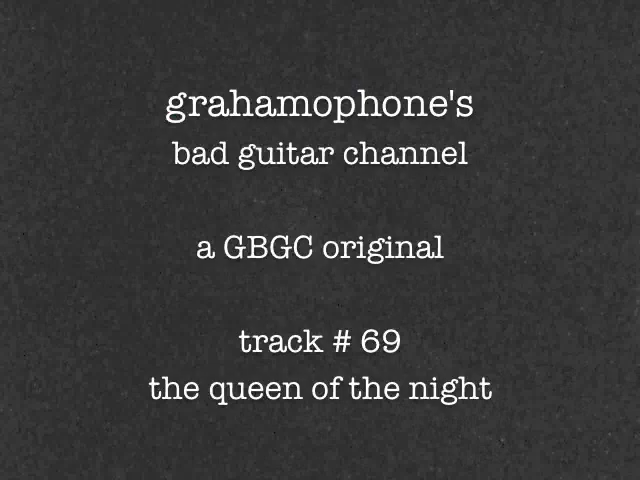 grahamophone's
bad guitar channel
a GBGC original
track # 69
the queen of the night